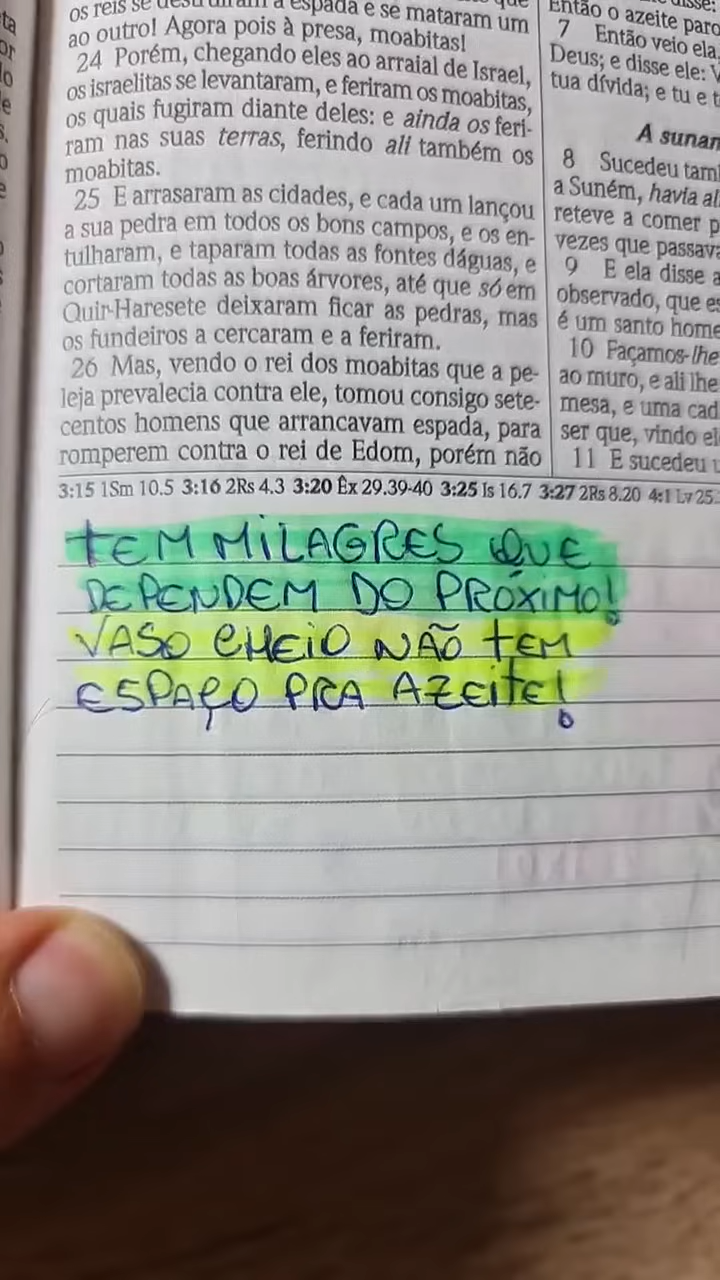 os reis se destruíram à espada e se mataram um
ao outro! Agora pois à presa, moabitas!
24 Porém, chegando eles ao arraial de Israel,
os israelitas se levantaram, e feriram os moabitas,
os quais fugiram diante deles: e ainda os feri-
ram nas suas terras, ferindo ali também os
moabitas.
25 E arrasaram as cidades, e cada um lançou
a sua pedra em todos os bons campos, e os en-
tulharam, e taparam todas as fontes dáguas, e
cortaram todas as boas árvores, até que só em
Quir-Haresete deixaram ficar as pedras, mas
os fundeiros a cercaram e a feriram.
26 Mas, vendo o rei dos moabitas que a pe-
leja prevalecia contra ele, tomou consigo sete-
centos homens que arrancavam espada, para
romperem contra o rei de Edom, porém não
Então o azeite paro
7 Então veio ela,
Deus; e disse ele: V
tua dívida; e tu e t
A sunam
8 Sucedeu tam
a Suném, havia al
reteve a comer p
vezes que passava
9 E ela disse a
observado, que es
é um santo home
10 Façamos-lhe
ao muro, e ali lhe
mesa, e uma cad
ser que, vindo el
11 E sucedeu u
3:15 1Sm 10.5 3:16 2Rs 4.3 3:20 Êx 29.39-40 3:25 Is 16.7 3:27 2Rs 8.20 4:1 Lv 25.
TEM MILAGRES QUE
DEPENDEM DO PRÓXIMO!
VASO CHEIO NÃO TEM
ESPAÇO PRA AZEITE!